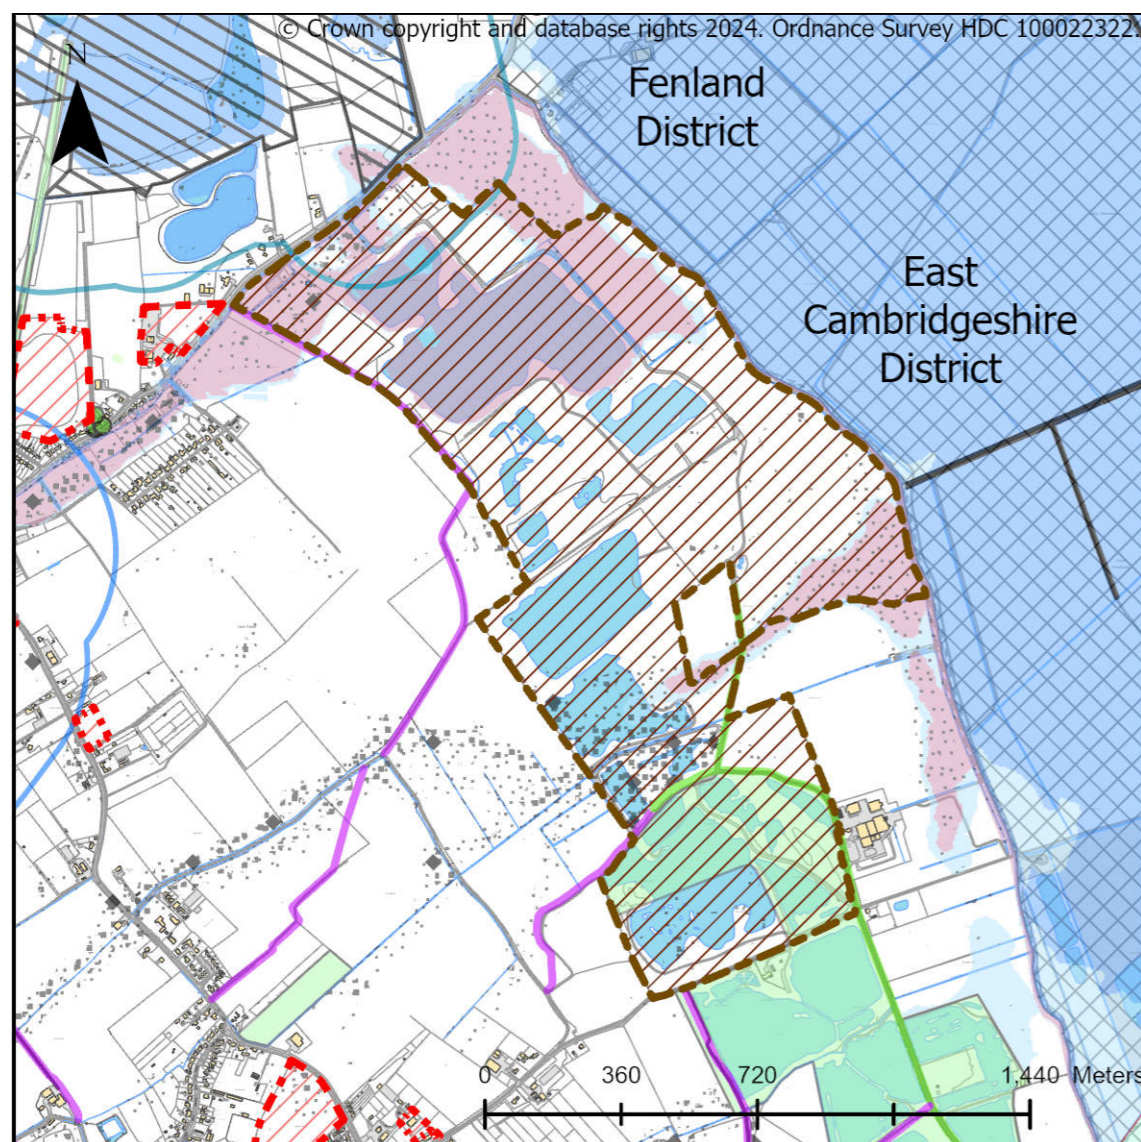 © Crown copyright and database rights 2024. Ordnance Survey HDC 100022322.
N
Fenland
District
East
Cambridgeshire
District
0 360 720 1,440 Meters